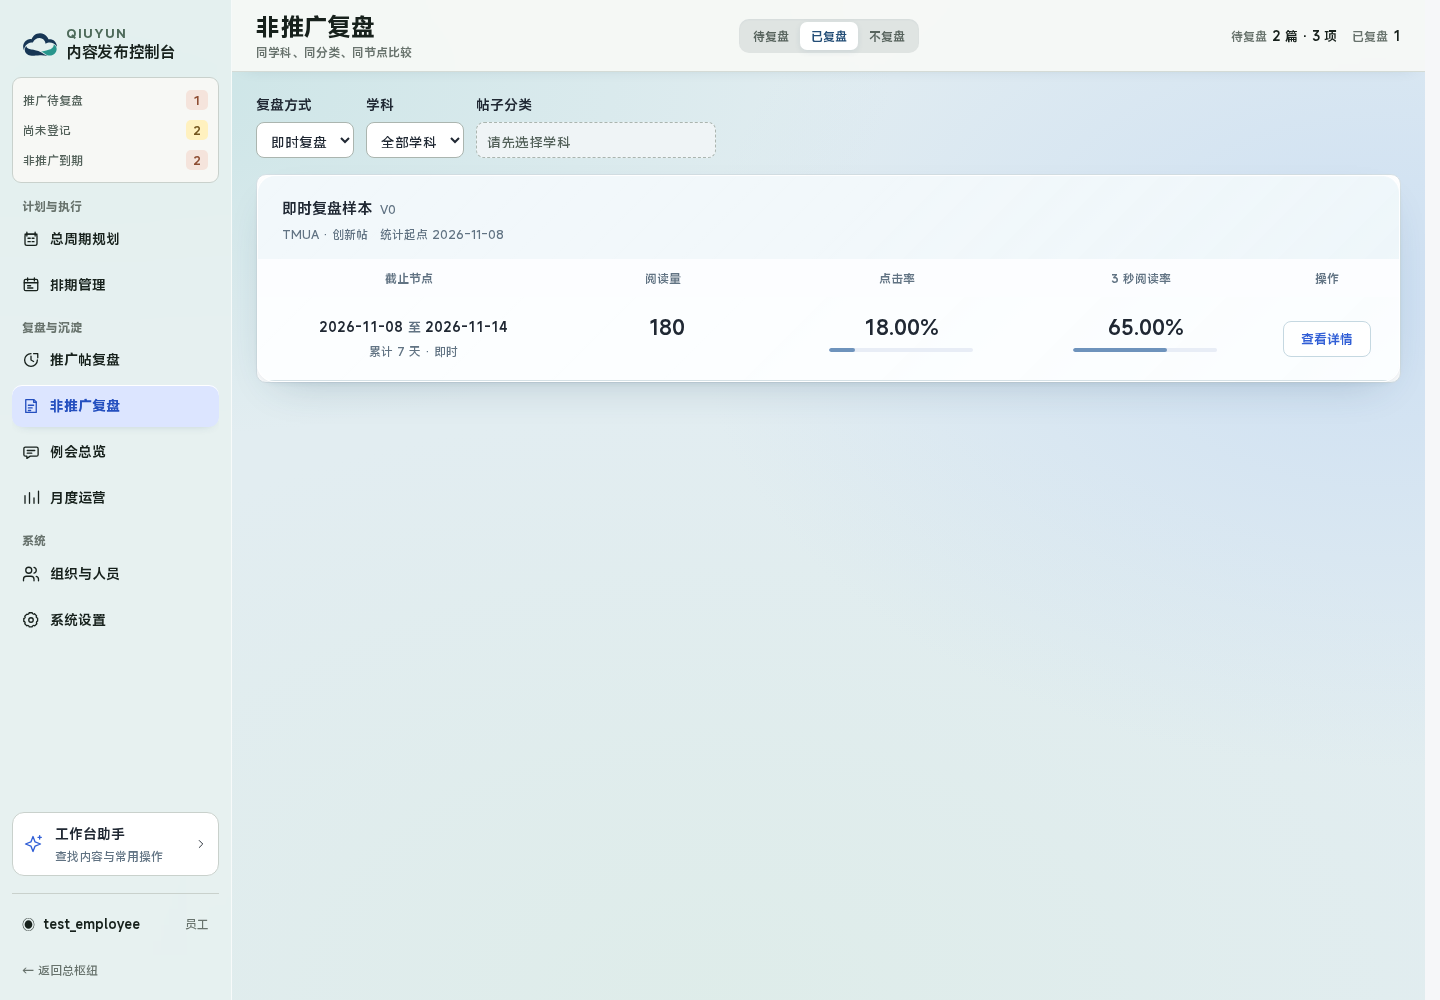 QIUYUN
内容发布控制台
推广待复盘 1
尚未登记 2
非推广到期 2
计划与执行
总周期规划
排期管理
复盘与沉淀
推广帖复盘
非推广复盘
例会总览
月度运营
系统
组织与人员
系统设置
工作台助手
查找内容与常用操作
test_employee 员工
← 返回总枢纽
非推广复盘
同学科、同分类、同节点比较
待复盘 已复盘 不复盘
待复盘 2 篇 · 3 项 已复盘 1
复盘方式 学科 帖子分类
即时复盘 全部学科 请先选择学科
即时复盘样本 V0
TMUA · 创新帖 统计起点 2026-11-08
截止节点 阅读量 点击率 3 秒阅读率 操作
2026-11-08 至 2026-11-14 180 18.00% 65.00% 查看详情
累计 7 天 · 即时